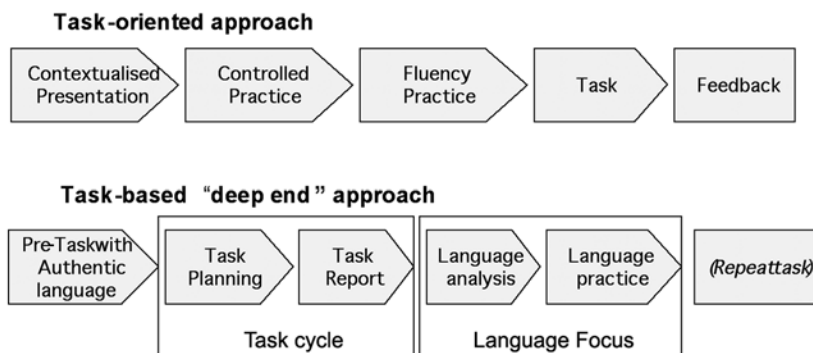 Task-oriented approach
Contextualised
Presentation
Controlled
Practice
Fluency
Practice
Task
Feedback
Task-based “deep end” approach
Pre-Taskwith
Authentic
language
Task
Planning
Task
Report
Language
analysis
Language
practice
(Repeattask)
Task cycle
Language Focus